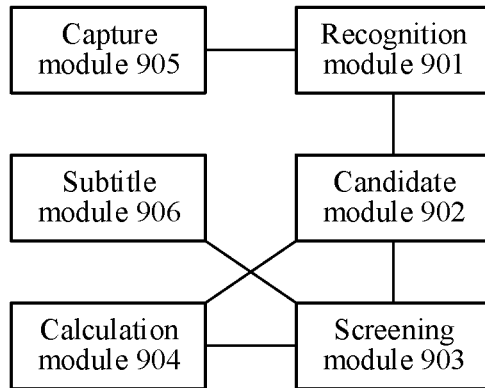 Capture
module 905
Recognition
module 901
Subtitle
module 906
Candidate
module 902
Calculation
module 904
Screening
module 903